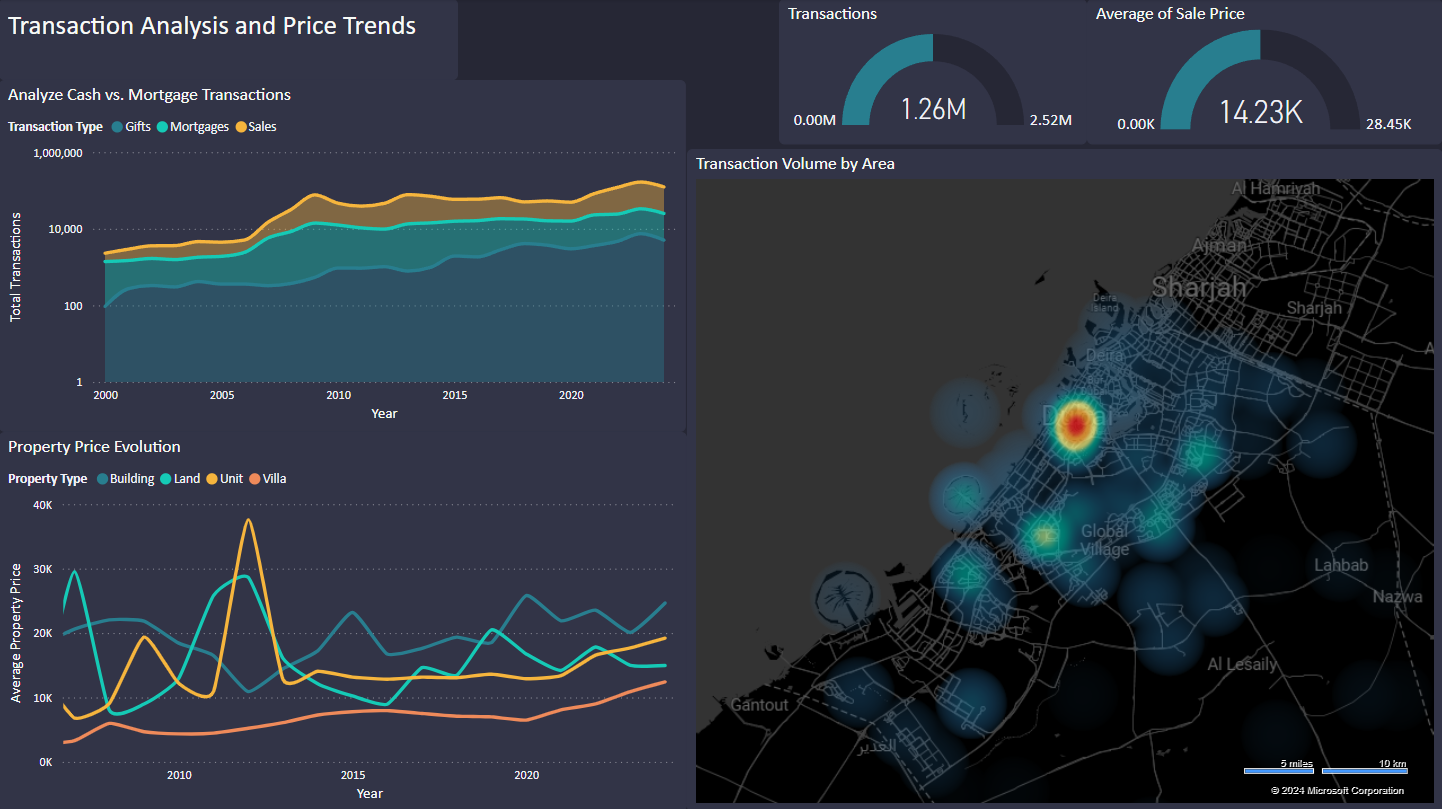 Transaction Analysis and Price Trends
Transactions
0.00M
1.26M
2.52M
Average of Sale Price
0.00K
14.23K
28.45K
Analyze Cash vs. Mortgage Transactions
Transaction Type Gifts Mortgages Sales
Total Transactions
1,000,000
10,000
100
1
2000 2005 2010 2015 2020
Year
Property Price Evolution
Property Type Building Land Unit Villa
Average Property Price
40K
30K
20K
10K
0K
2010 2015 2020
Year
Transaction Volume by Area
Al Hamriyah
Ajman
Sharjah
Deira
Island
Sharjah
A
Deira
Dubai
Global
Village
Lahbab
Nazwa
Al Lesaily
Gantout
الغدير
5 miles 10 km
© 2024 Microsoft Corporation